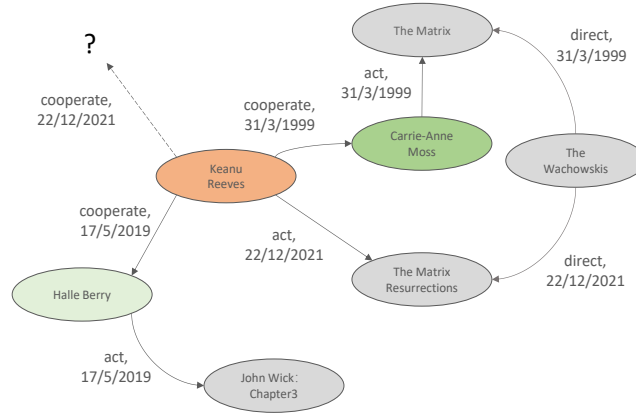 ?
The Matrix
direct,
31/3/1999
act,
31/3/1999
cooperate,
22/12/2021
cooperate,
31/3/1999
Carrie-Anne
Moss
Keanu
Reeves
The
Wachowskis
cooperate,
17/5/2019
act,
22/12/2021
direct,
22/12/2021
Halle Berry
The Matrix
Resurrections
act,
17/5/2019
John Wick:
Chapter3